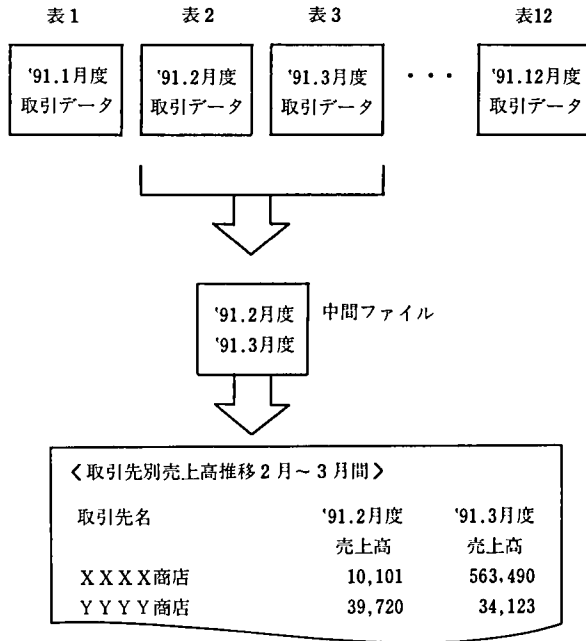 表1 表2 表3 表12
'91.1月度 '91.2月度 '91.3月度 ・・・ '91.12月度
取引データ 取引データ 取引データ 取引データ
'91.2月度 中間ファイル
'91.3月度
〈取引先別売上高推移2月～3月間〉
取引先名 '91.2月度 '91.3月度
売上高 売上高
XXXX商店 10,101 563,490
YYYY商店 39,720 34,123